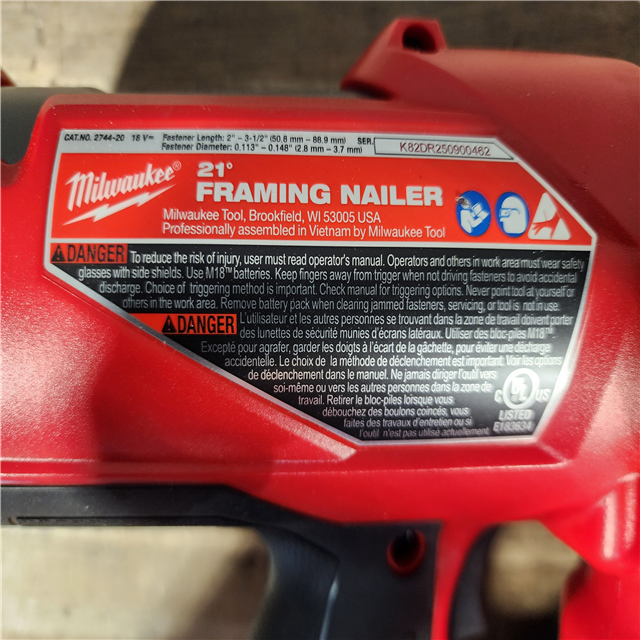 CAT.NO. 2744-20 18 V⎓ Fastener Length: 2" – 3-1/2" (50,8 mm – 88,9 mm) SER.
Fastener Diameter: 0.113" – 0.148" (2,8 mm – 3,7 mm)
K82DR250900462
Milwaukee®
21°
FRAMING NAILER
Milwaukee Tool, Brookfield, WI 53005 USA
Professionally assembled in Vietnam by Milwaukee Tool
DANGER To reduce the risk of injury, user must read operator's manual. Operators and others in work area must wear safety
glasses with side shields. Use M18™ batteries. Keep fingers away from trigger when not driving fasteners to avoid accidental
discharge. Choice of triggering method is important. Check manual for triggering options. Never point tool at yourself or
others in the work area. Remove battery pack when clearing jammed fasteners, servicing, or tool is not in use.
DANGER L'utilisateur et les autres personnes se trouvant dans la zone de travail doivent porter
des lunettes de sécurité munies d'écrans latéraux. Utiliser des bloc-piles M18™.
Excepté pour agrafer, garder les doigts à l'écart de la gâchette, pour éviter une décharge
accidentelle. Le choix de la méthode de déclenchement est important. Voir les options
de déclenchement dans le manuel. Ne jamais diriger l'outil vers
soi-même ou vers les autres personnes dans la zone de
travail. Retirer le bloc-piles lorsque vous
débouchez des boulons coincés, vous
faites des travaux d'entretien ou si
l'outil n'est pas utilisé actuellement.
C UL US
LISTED
E183634